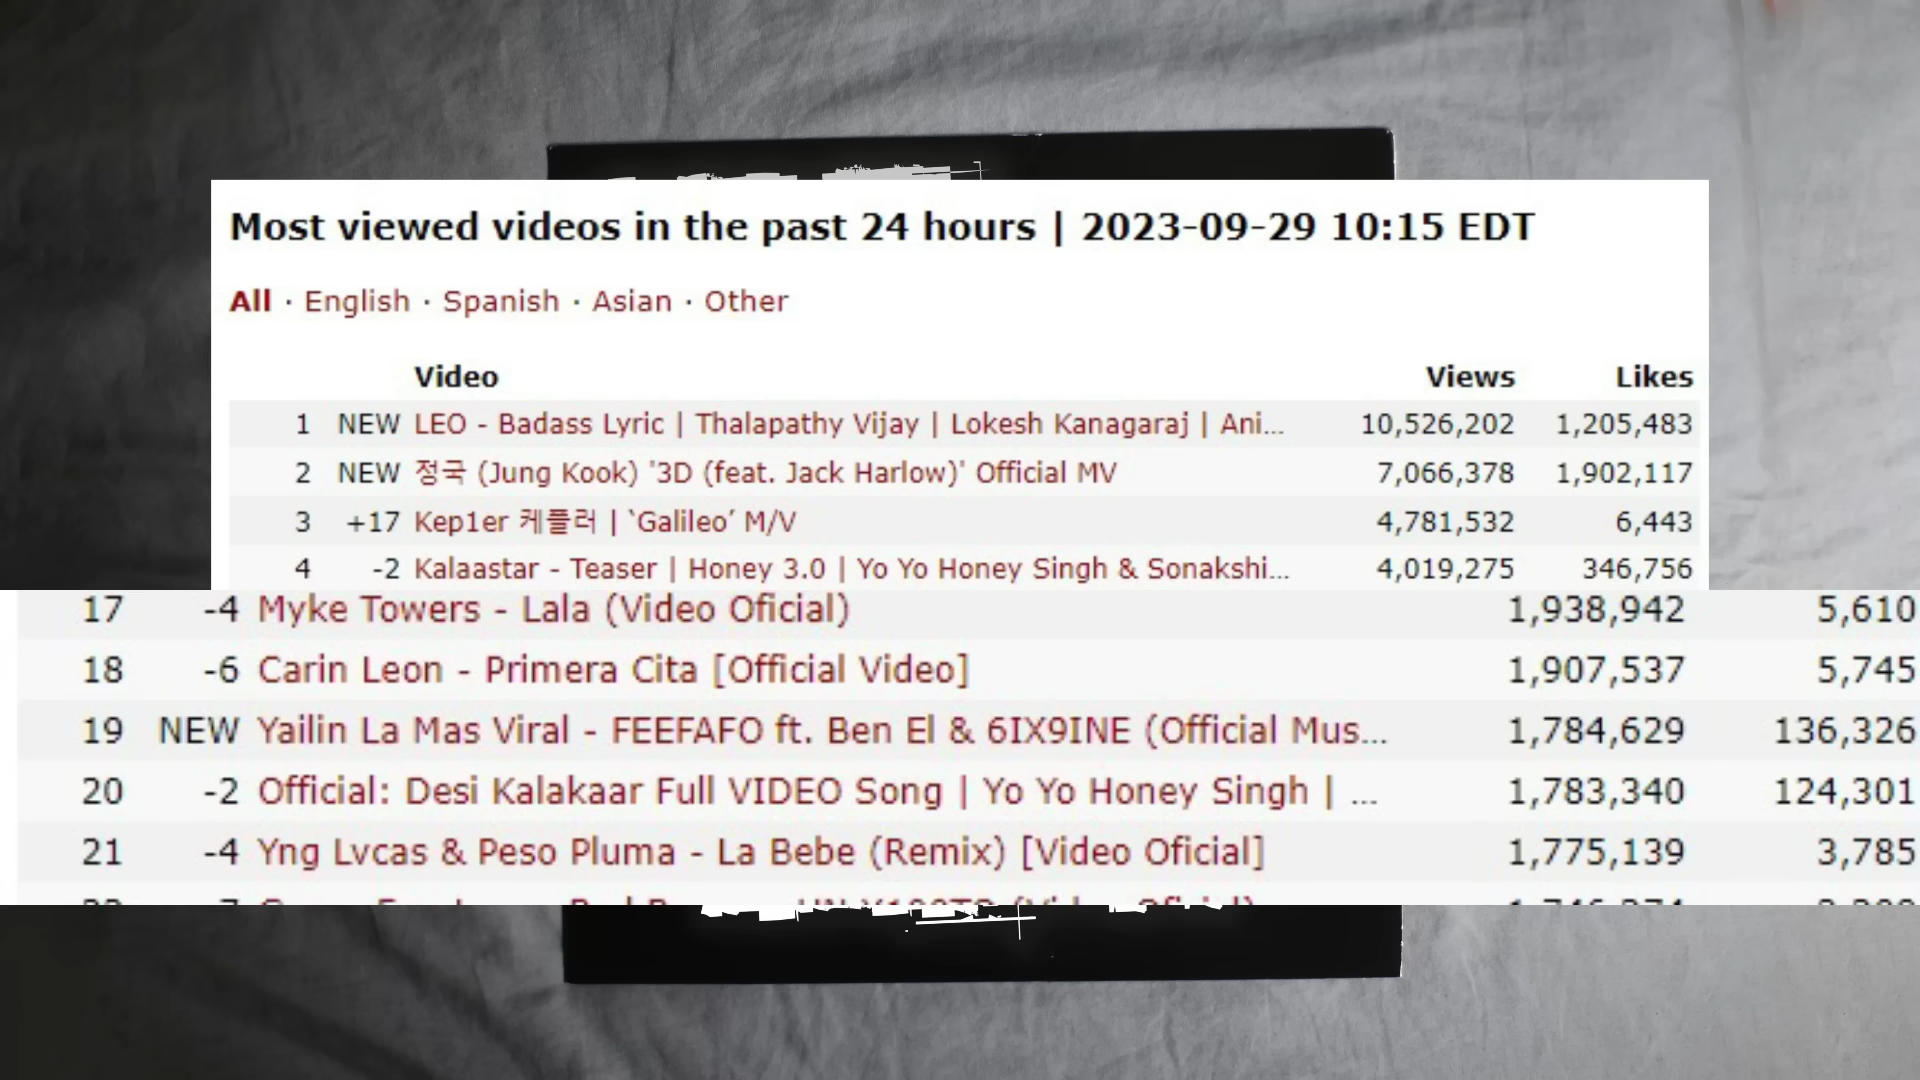 Most viewed videos in the past 24 hours | 2023-09-29 10:15 EDT
All · English · Spanish · Asian · Other
Video Views Likes
1 NEW LEO - Badass Lyric | Thalapathy Vijay | Lokesh Kanagaraj | Ani... 10,526,202 1,205,483
2 NEW 정국 (Jung Kook) '3D (feat. Jack Harlow)' Official MV 7,066,378 1,902,117
3 +17 Kep1er 케플러 | `Galileo´ M/V 4,781,532 6,443
4 -2 Kalaastar - Teaser | Honey 3.0 | Yo Yo Honey Singh & Sonakshi... 4,019,275 346,756
17 -4 Myke Towers - Lala (Video Oficial) 1,938,942 5,610
18 -6 Carin Leon - Primera Cita [Official Video] 1,907,537 5,745
19 NEW Yailin La Mas Viral - FEEFAFO ft. Ben El & 6IX9INE (Official Mus... 1,784,629 136,326
20 -2 Official: Desi Kalakaar Full VIDEO Song | Yo Yo Honey Singh | ... 1,783,340 124,301
21 -4 Yng Lvcas & Peso Pluma - La Bebe (Remix) [Video Oficial] 1,775,139 3,785